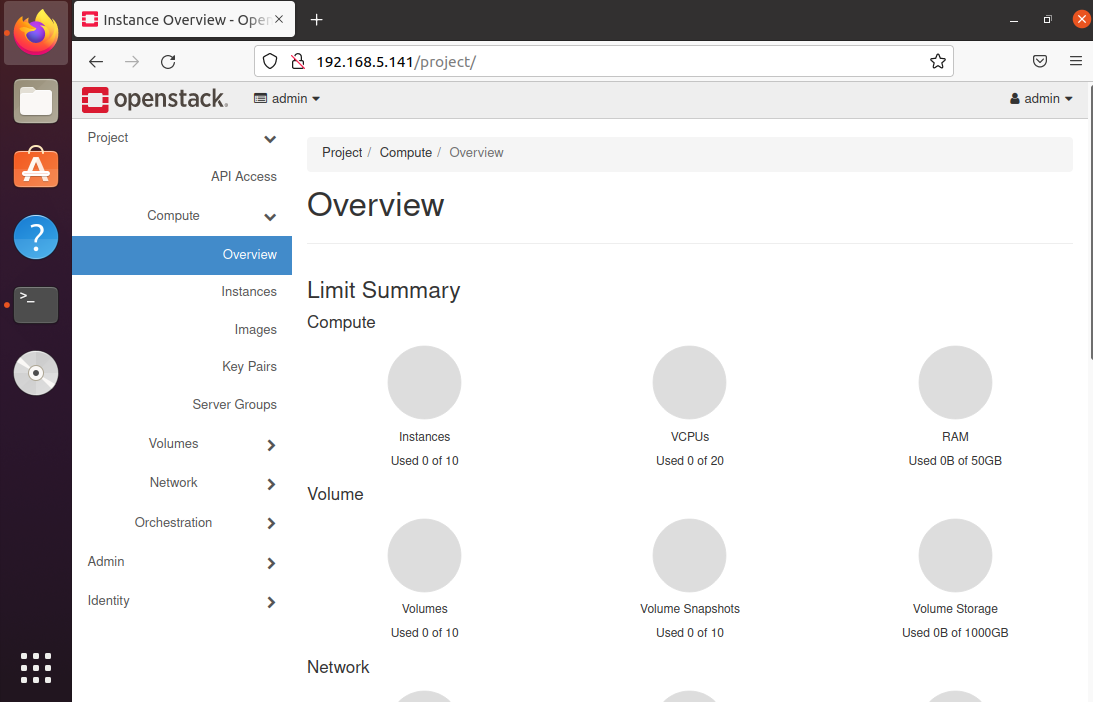 Instance Overview - Open
192.168.5.141/project/
openstack.
admin
admin
Project
API Access
Compute
Overview
Instances
Images
Key Pairs
Server Groups
Volumes
Network
Orchestration
Admin
Identity
Project / Compute / Overview
Overview
Limit Summary
Compute
Instances VCPUs RAM
Used 0 of 10 Used 0 of 20 Used 0B of 50GB
Volume
Volumes Volume Snapshots Volume Storage
Used 0 of 10 Used 0 of 10 Used 0B of 1000GB
Network